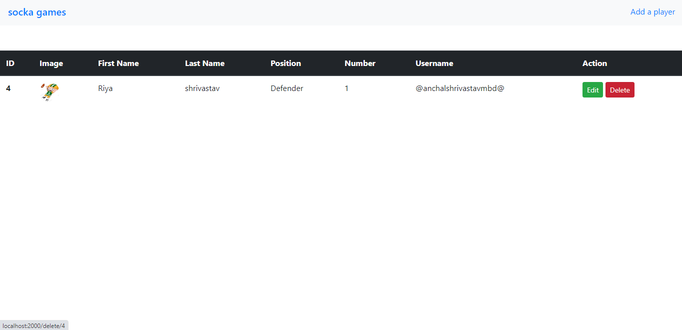 socka games Add a player
ID Image First Name Last Name Position Number Username Action
4 Riya shrivastav Defender 1 @anchalshrivastavmbd@ Edit Delete
localhost:2000/delete/4